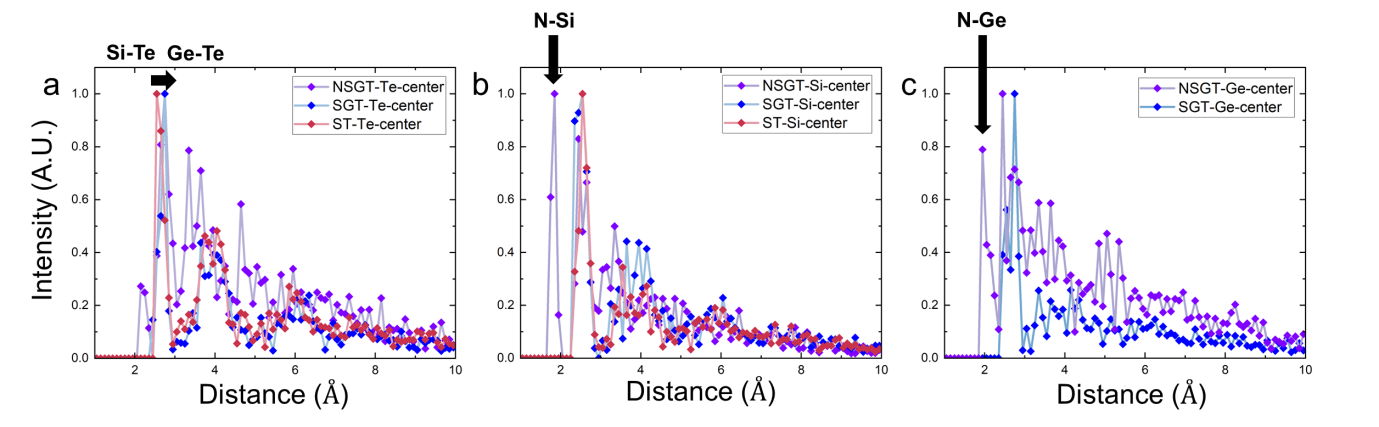 N-Si
N-Ge
Si-Te Ge-Te
a
NSGT-Te-center
SGT-Te-center
ST-Te-center
1.0
0.8
0.6
0.4
0.2
0.0
2 4 6 8 10
Intensity (A.U.)
Distance (Å)
b
NSGT-Si-center
SGT-Si-center
ST-Si-center
1.0
0.8
0.6
0.4
0.2
0.0
2 4 6 8 10
Distance (Å)
c
NSGT-Ge-center
SGT-Ge-center
1.0
0.8
0.6
0.4
0.2
0.0
2 4 6 8 10
Distance (Å)